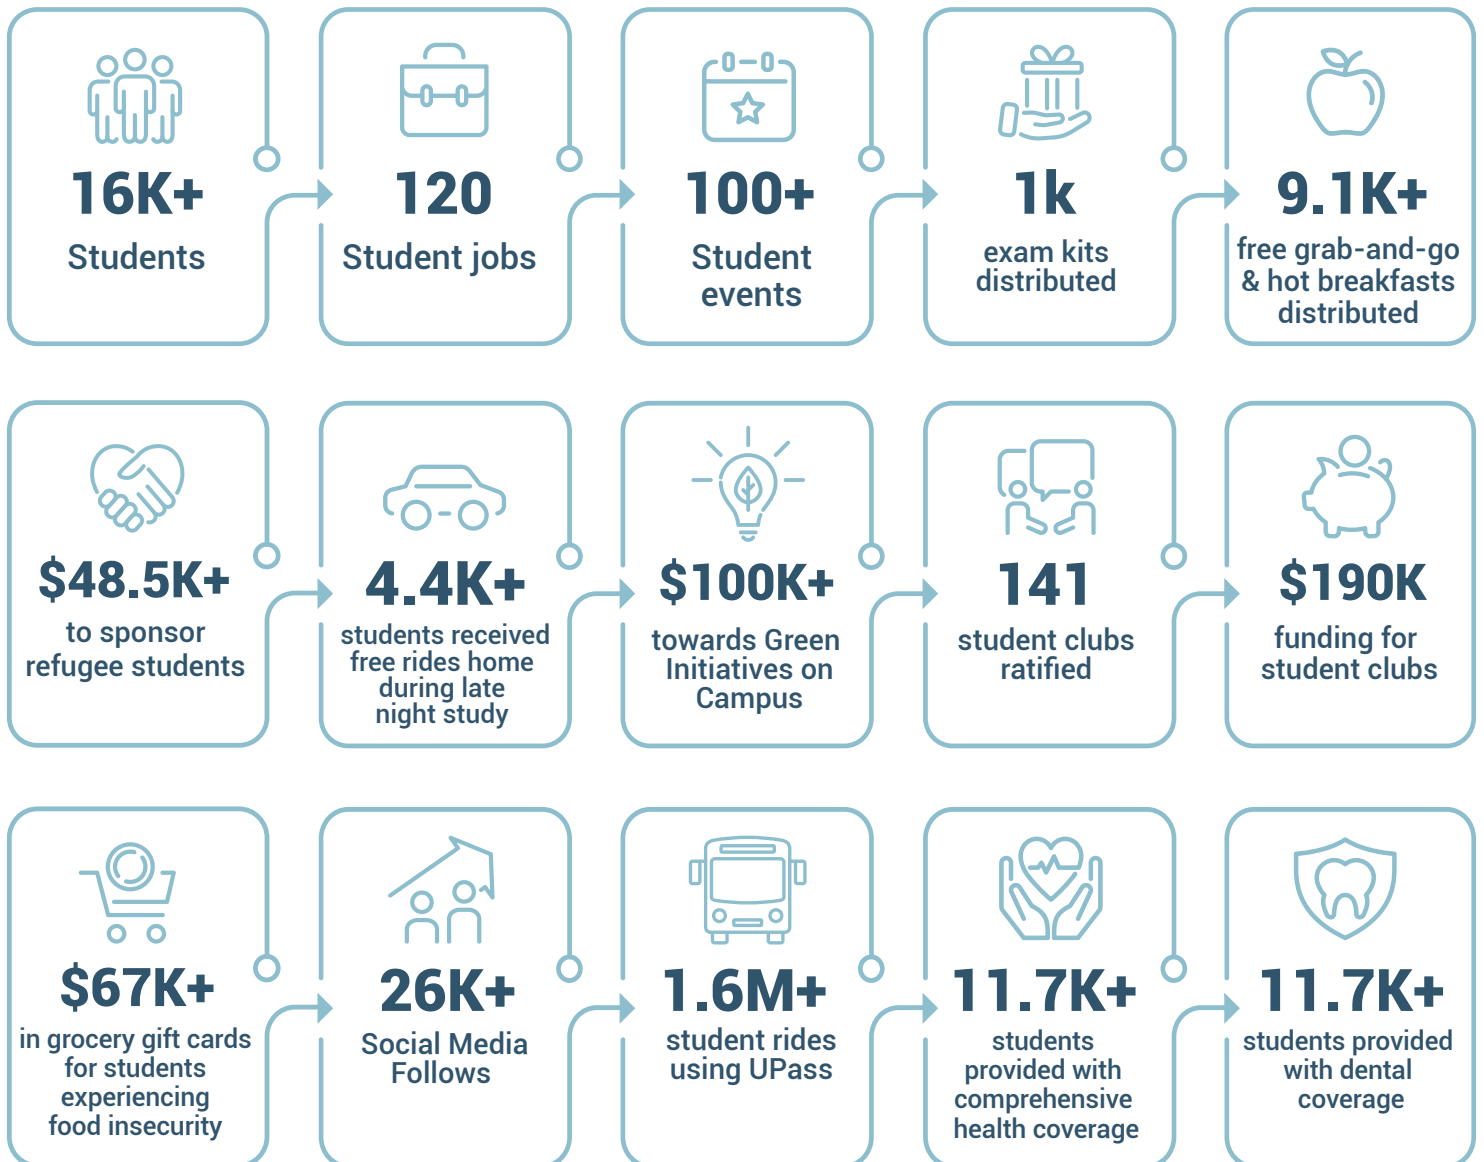 16K+
Students
120
Student jobs
100+
Student
events
1k
exam kits
distributed
9.1K+
free grab-and-go
& hot breakfasts
distributed
$48.5K+
to sponsor
refugee students
4.4K+
students received
free rides home
during late
night study
$100K+
towards Green
Initiatives on
Campus
141
student clubs
ratified
$190K
funding for
student clubs
$67K+
in grocery gift cards
for students
experiencing
food insecurity
26K+
Social Media
Follows
1.6M+
student rides
using UPass
11.7K+
students
provided with
comprehensive
health coverage
11.7K+
students provided
with dental
coverage